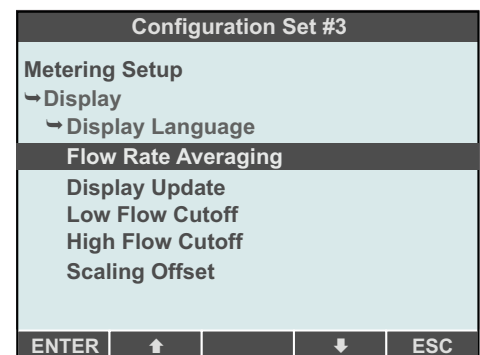 Configuration Set #3
Metering Setup
➥Display
➥Display Language
Flow Rate Averaging
Display Update
Low Flow Cutoff
High Flow Cutoff
Scaling Offset
ENTER ⬆ ⬇ ESC